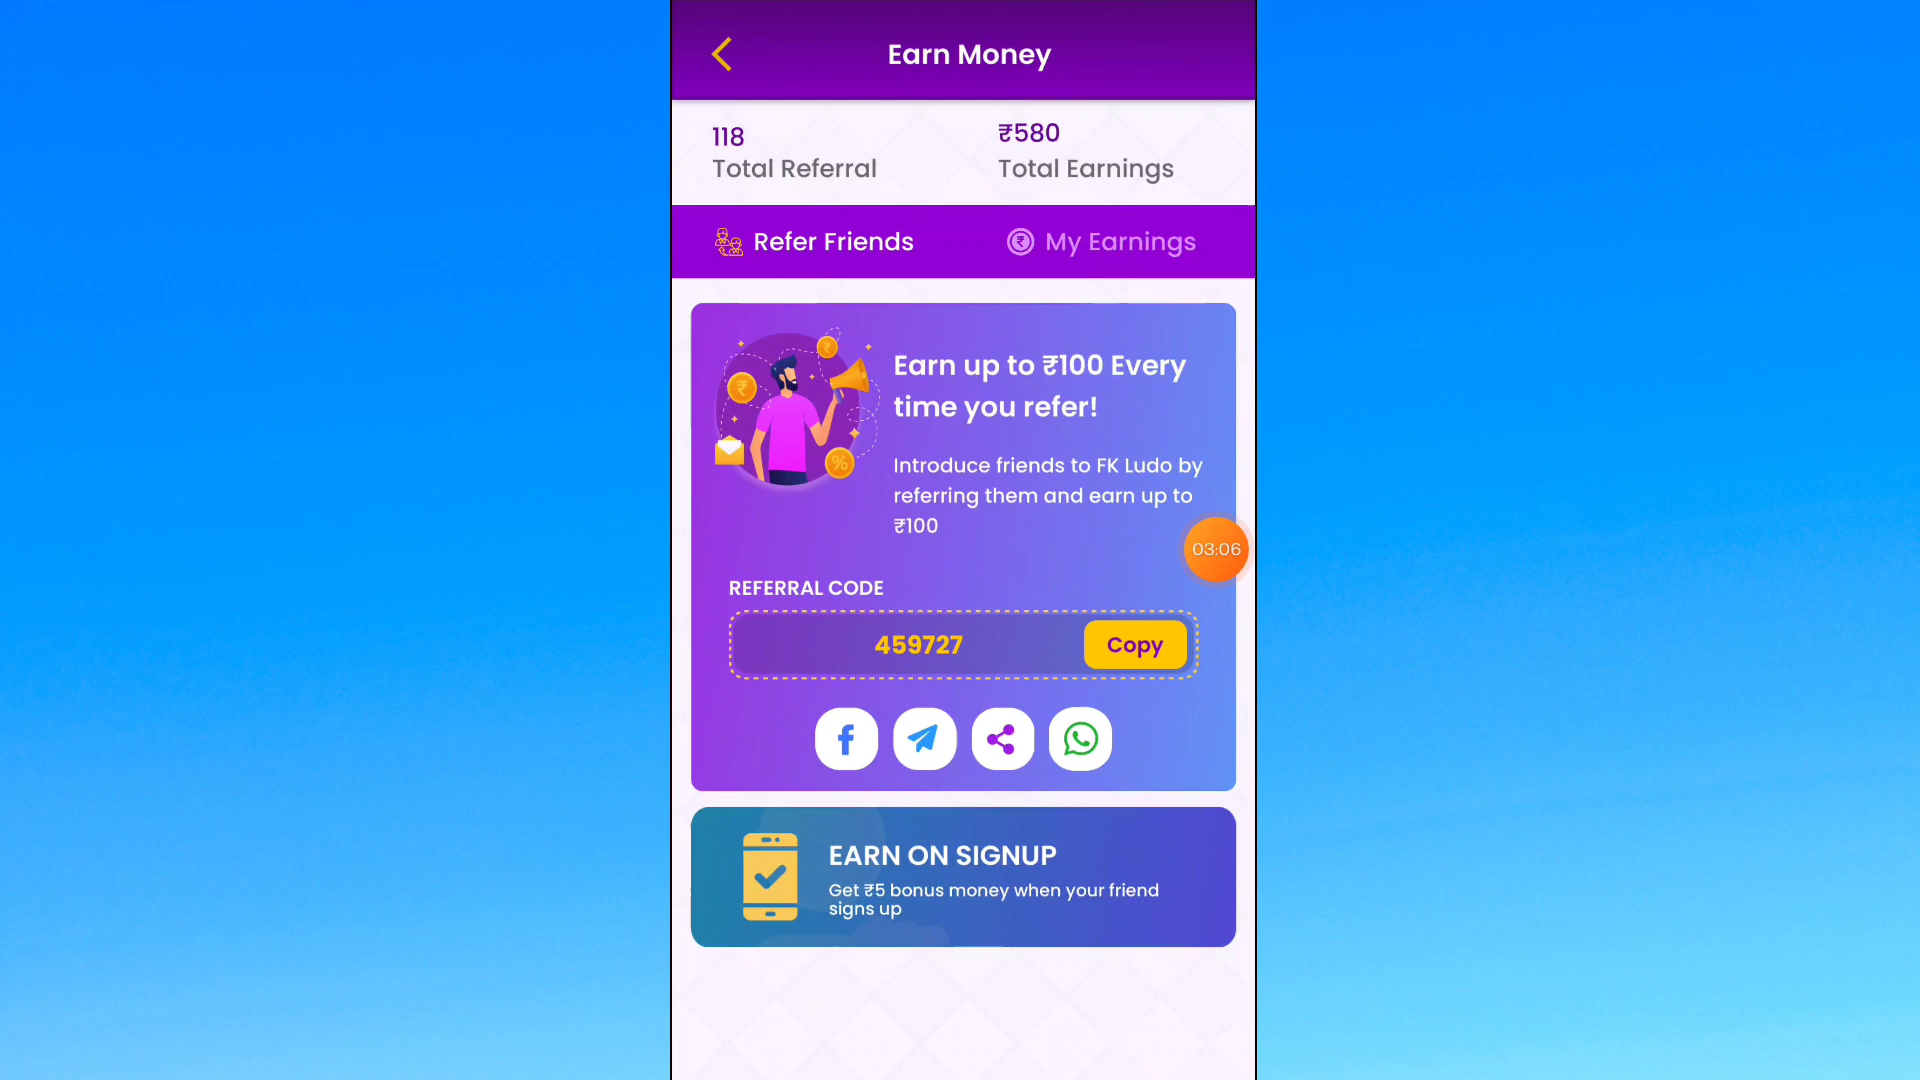 Earn Money
118
Total Referral
₹580
Total Earnings
Refer Friends
₹ My Earnings
₹
₹
%
Earn up to ₹100 Every
time you refer!
Introduce friends to FK Ludo by
referring them and earn up to
₹100
03:06
REFERRAL CODE
459727
Copy
EARN ON SIGNUP
Get ₹5 bonus money when your friend
signs up